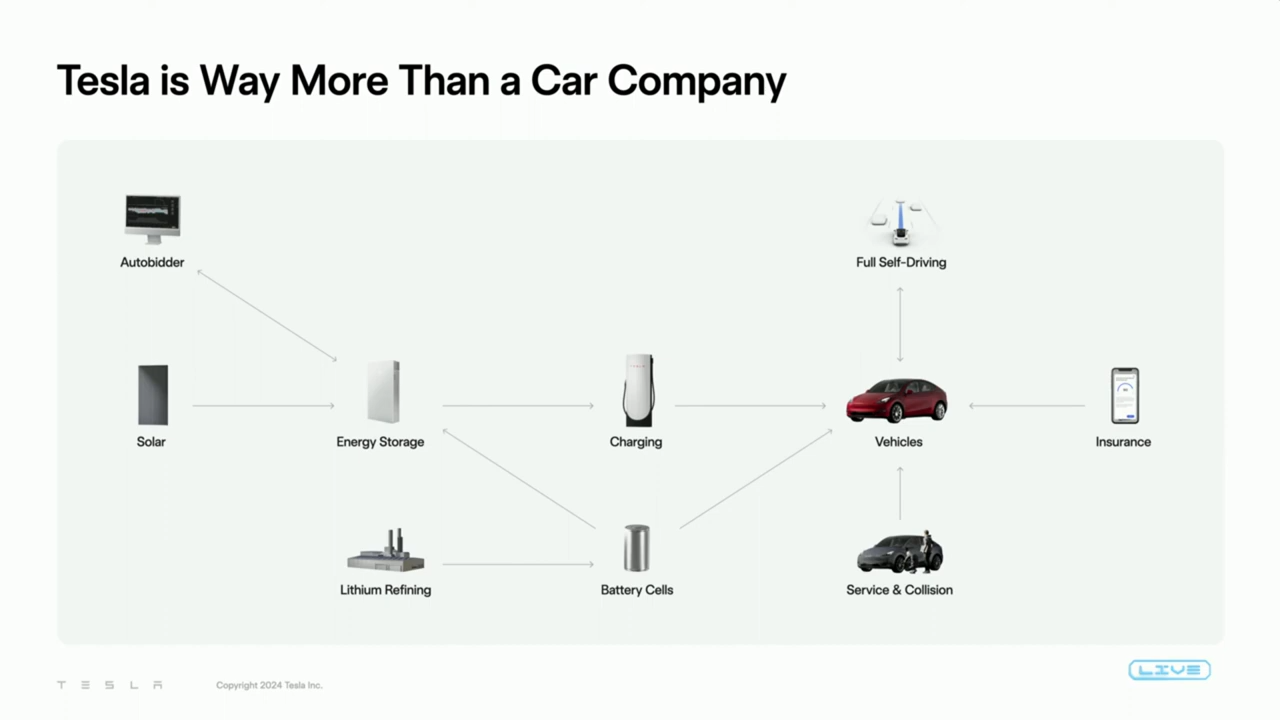 Tesla is Way More Than a Car Company
Autobidder
Full Self-Driving
Solar
Energy Storage
Charging
Vehicles
Insurance
Lithium Refining
Battery Cells
Service & Collision
TESLA
Copyright 2024 Tesla Inc.
LIVE